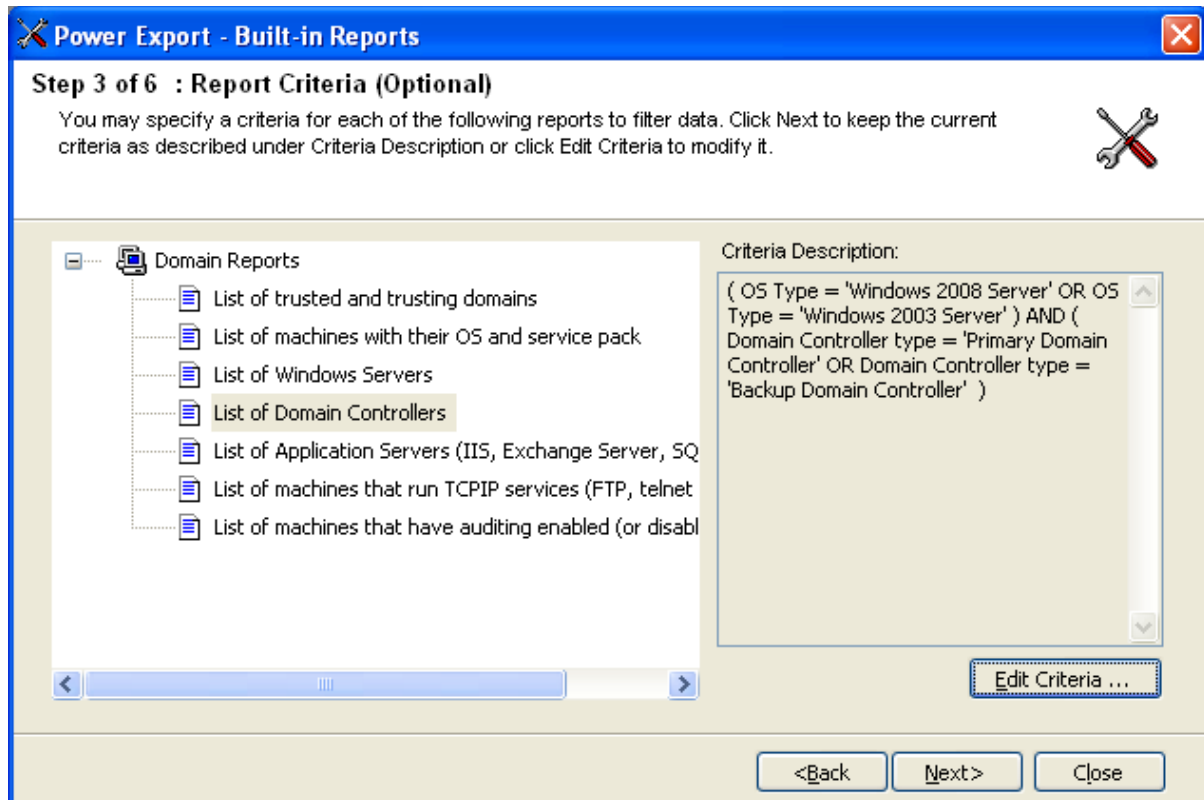 Power Export - Built-in Reports
Step 3 of 6 : Report Criteria (Optional)
You may specify a criteria for each of the following reports to filter data. Click Next to keep the current
criteria as described under Criteria Description or click Edit Criteria to modify it.
Domain Reports
List of trusted and trusting domains
List of machines with their OS and service pack
List of Windows Servers
List of Domain Controllers
List of Application Servers (IIS, Exchange Server, SQ
List of machines that run TCPIP services (FTP, telnet
List of machines that have auditing enabled (or disabl
Criteria Description:
( OS Type = 'Windows 2008 Server' OR OS
Type = 'Windows 2003 Server' ) AND (
Domain Controller type = 'Primary Domain
Controller' OR Domain Controller type =
'Backup Domain Controller' )
Edit Criteria ...
<Back
Next>
Close